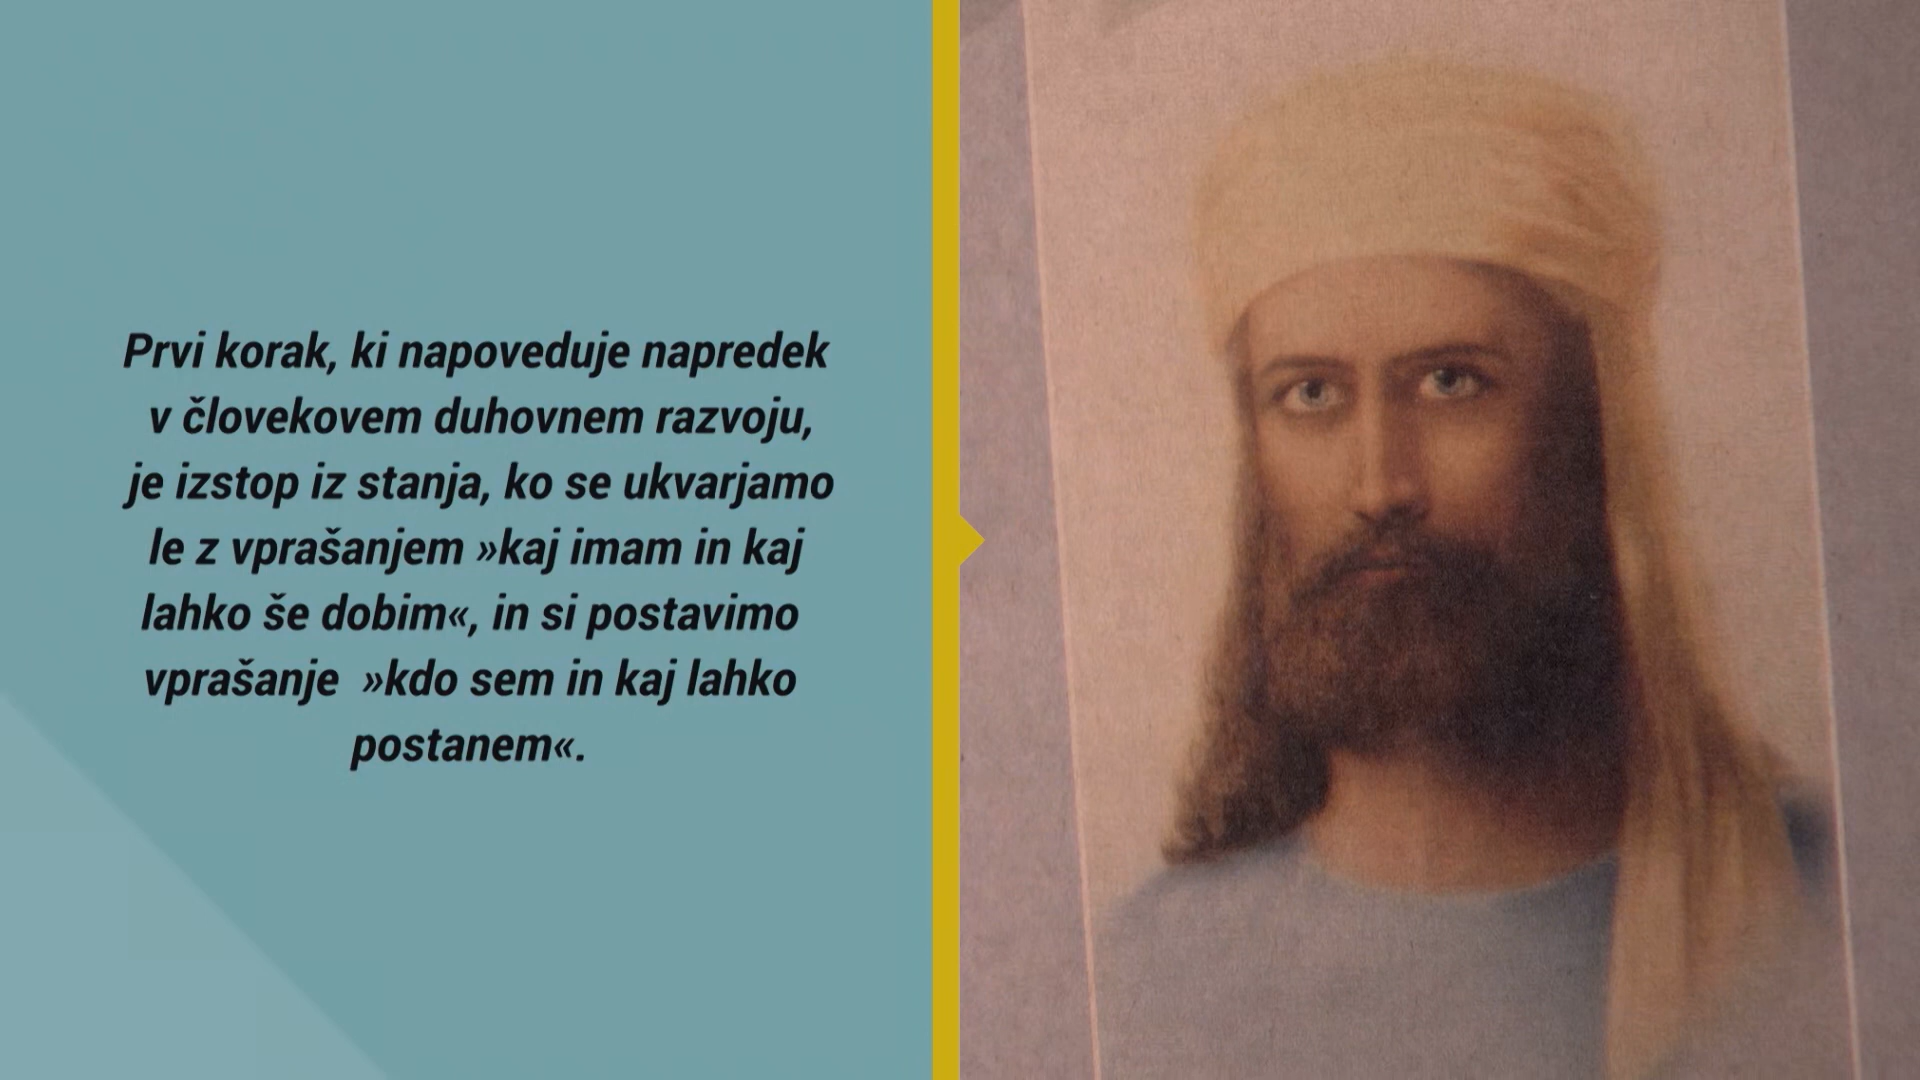 Prvi korak, ki napoveduje napredek
v človekovem duhovnem razvoju,
je izstop iz stanja, ko se ukvarjamo
le z vprašanjem »kaj imam in kaj
lahko še dobim«, in si postavimo
vprašanje »kdo sem in kaj lahko
postanem«.